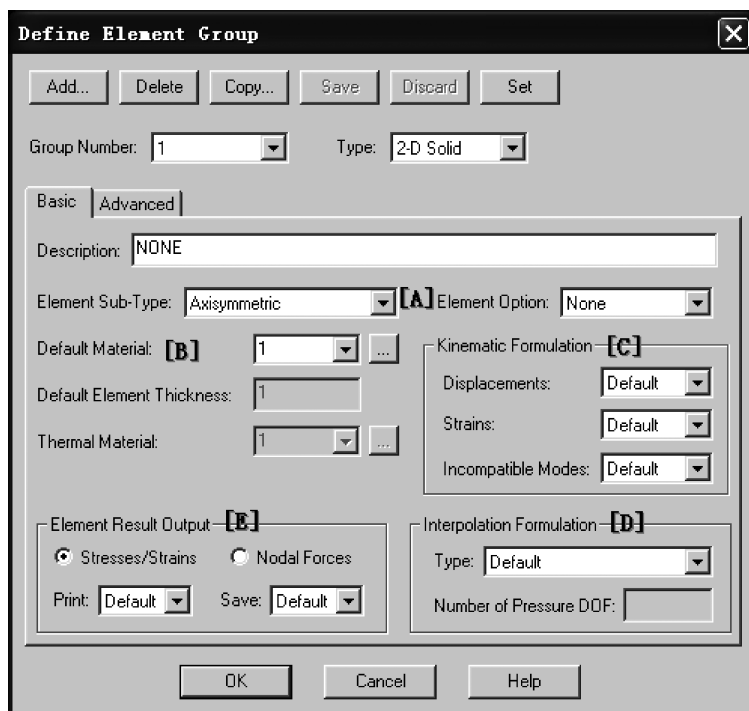 Define Element Group
Add... Delete Copy... Save Discard Set
Group Number: 1 Type: 2-D Solid
Basic Advanced
Description: NONE
Element Sub-Type: Axisymmetric [A] Element Option: None
Default Material: [B] 1 ...
Kinematic Formulation [C]
Displacements: Default
Default Element Thickness: 1
Strains: Default
Thermal Material: 1 ...
Incompatible Modes: Default
Element Result Output [E]
Stresses/Strains Nodal Forces
Print: Default Save: Default
Interpolation Formulation [D]
Type: Default
Number of Pressure DOF:
OK Cancel Help